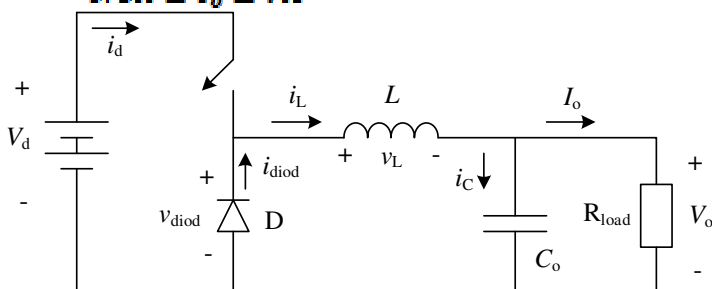 i_d
i_L
L
I_o
+
V_d
-
+
v_L
-
+
i_diod
v_diod
D
-
i_C
C_o
R_load
+
V_o
-